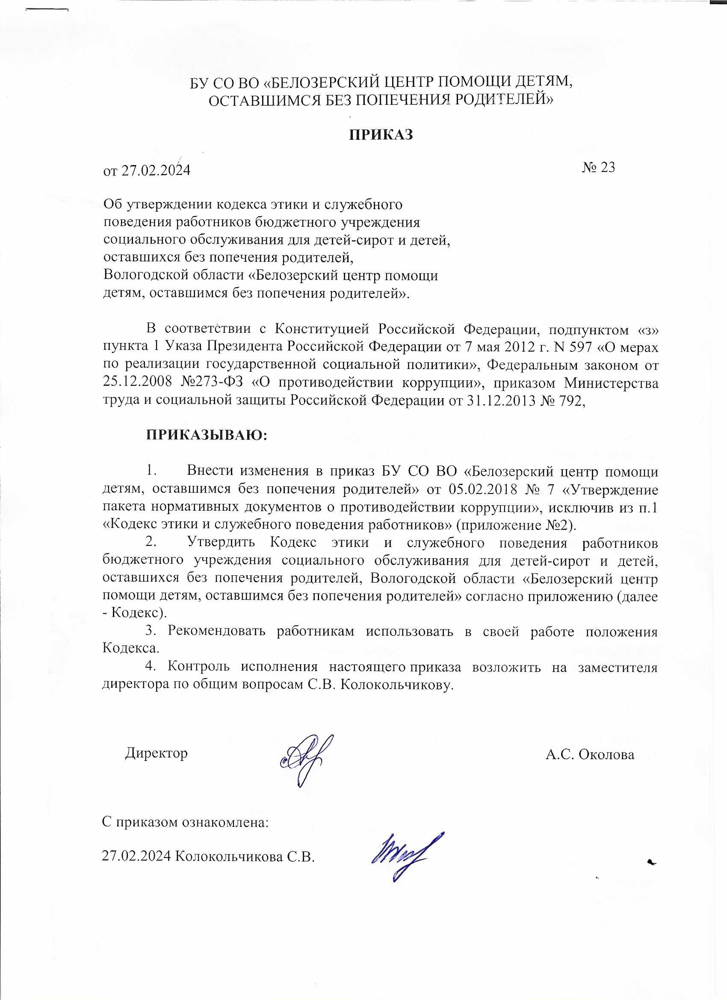 БУ СО ВО «БЕЛОЗЕРСКИЙ ЦЕНТР ПОМОЩИ ДЕТЯМ,
ОСТАВШИМСЯ БЕЗ ПОПЕЧЕНИЯ РОДИТЕЛЕЙ»
ПРИКАЗ
от 27.02.2024 № 23
Об утверждении кодекса этики и служебного
поведения работников бюджетного учреждения
социального обслуживания для детей-сирот и детей,
оставшихся без попечения родителей,
Вологодской области «Белозерский центр помощи
детям, оставшимся без попечения родителей».
В соответствии с Конституцией Российской Федерации, подпунктом «з»
пункта 1 Указа Президента Российской Федерации от 7 мая 2012 г. N 597 «О мерах
по реализации государственной социальной политики», Федеральным законом от
25.12.2008 №273-ФЗ «О противодействии коррупции», приказом Министерства
труда и социальной защиты Российской Федерации от 31.12.2013 № 792,
ПРИКАЗЫВАЮ:
1. Внести изменения в приказ БУ СО ВО «Белозерский центр помощи
детям, оставшимся без попечения родителей» от 05.02.2018 № 7 «Утверждение
пакета нормативных документов о противодействии коррупции», исключив из п.1
«Кодекс этики и служебного поведения работников» (приложение №2).
2. Утвердить Кодекс этики и служебного поведения работников
бюджетного учреждения социального обслуживания для детей-сирот и детей,
оставшихся без попечения родителей, Вологодской области «Белозерский центр
помощи детям, оставшимся без попечения родителей» согласно приложению (далее
- Кодекс).
3. Рекомендовать работникам использовать в своей работе положения
Кодекса.
4. Контроль исполнения настоящего приказа возложить на заместителя
директора по общим вопросам С.В. Колокольчикову.
Директор А.С. Околова
С приказом ознакомлена:
27.02.2024 Колокольчикова С.В.